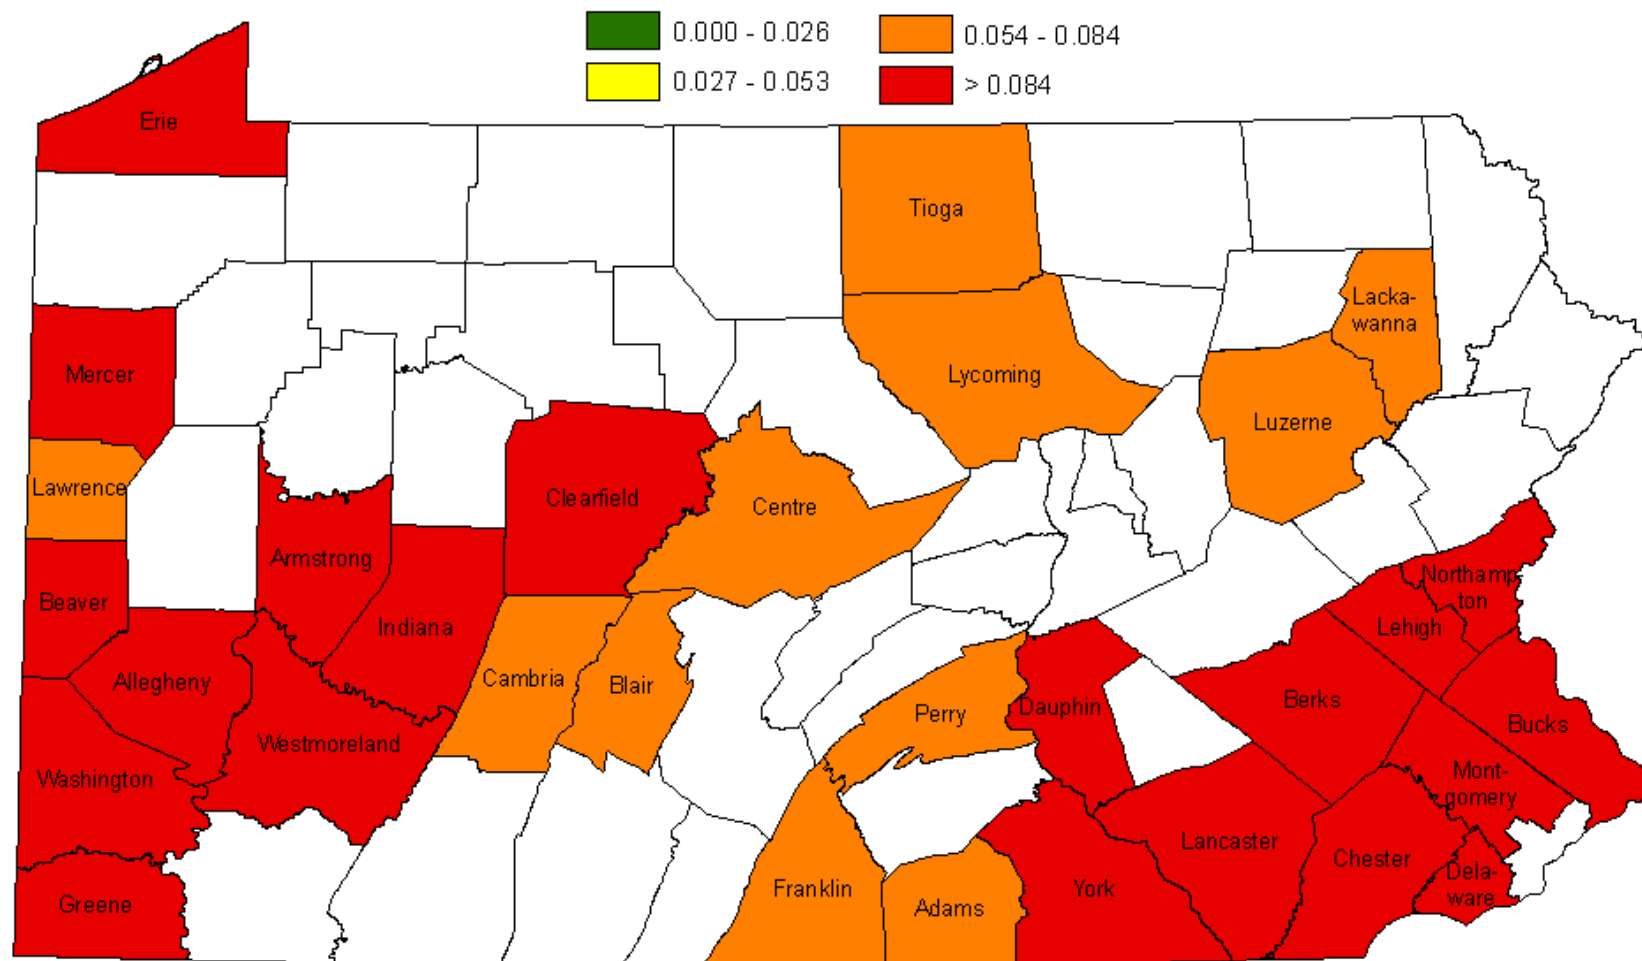 0.000 - 0.026
0.054 - 0.084
0.027 - 0.053
> 0.084
Erie
Tioga
Lacka-
wanna
Mercer
Lycoming
Luzerne
Lawrence
Clearfield
Centre
Armstrong
Northamp
ton
Beaver
Indiana
Lehigh
Allegheny
Cambria
Blair
Perry
Dauphin
Berks
Bucks
Westmoreland
Washington
Mont-
gomery
Lancaster
Chester
Dela-
ware
Greene
Franklin
Adams
York